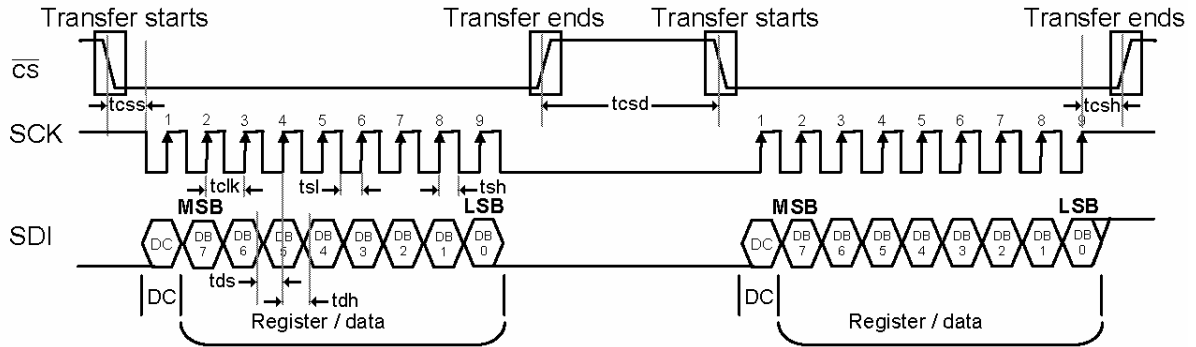 Transfer starts Transfer ends Transfer starts Transfer ends
CS
tcss tcsd tcsh
SCK 1 2 3 4 5 6 7 8 9 1 2 3 4 5 6 7 8 9
tclk tsl tsh
MSB LSB MSB LSB
SDI DC DB 7 DB 6 DB 5 DB 4 DB 3 DB 2 DB 1 DB 0 DC DB 7 DB 6 DB 5 DB 4 DB 3 DB 2 DB 1 DB 0
tds tdh
DC Register / data DC Register / data